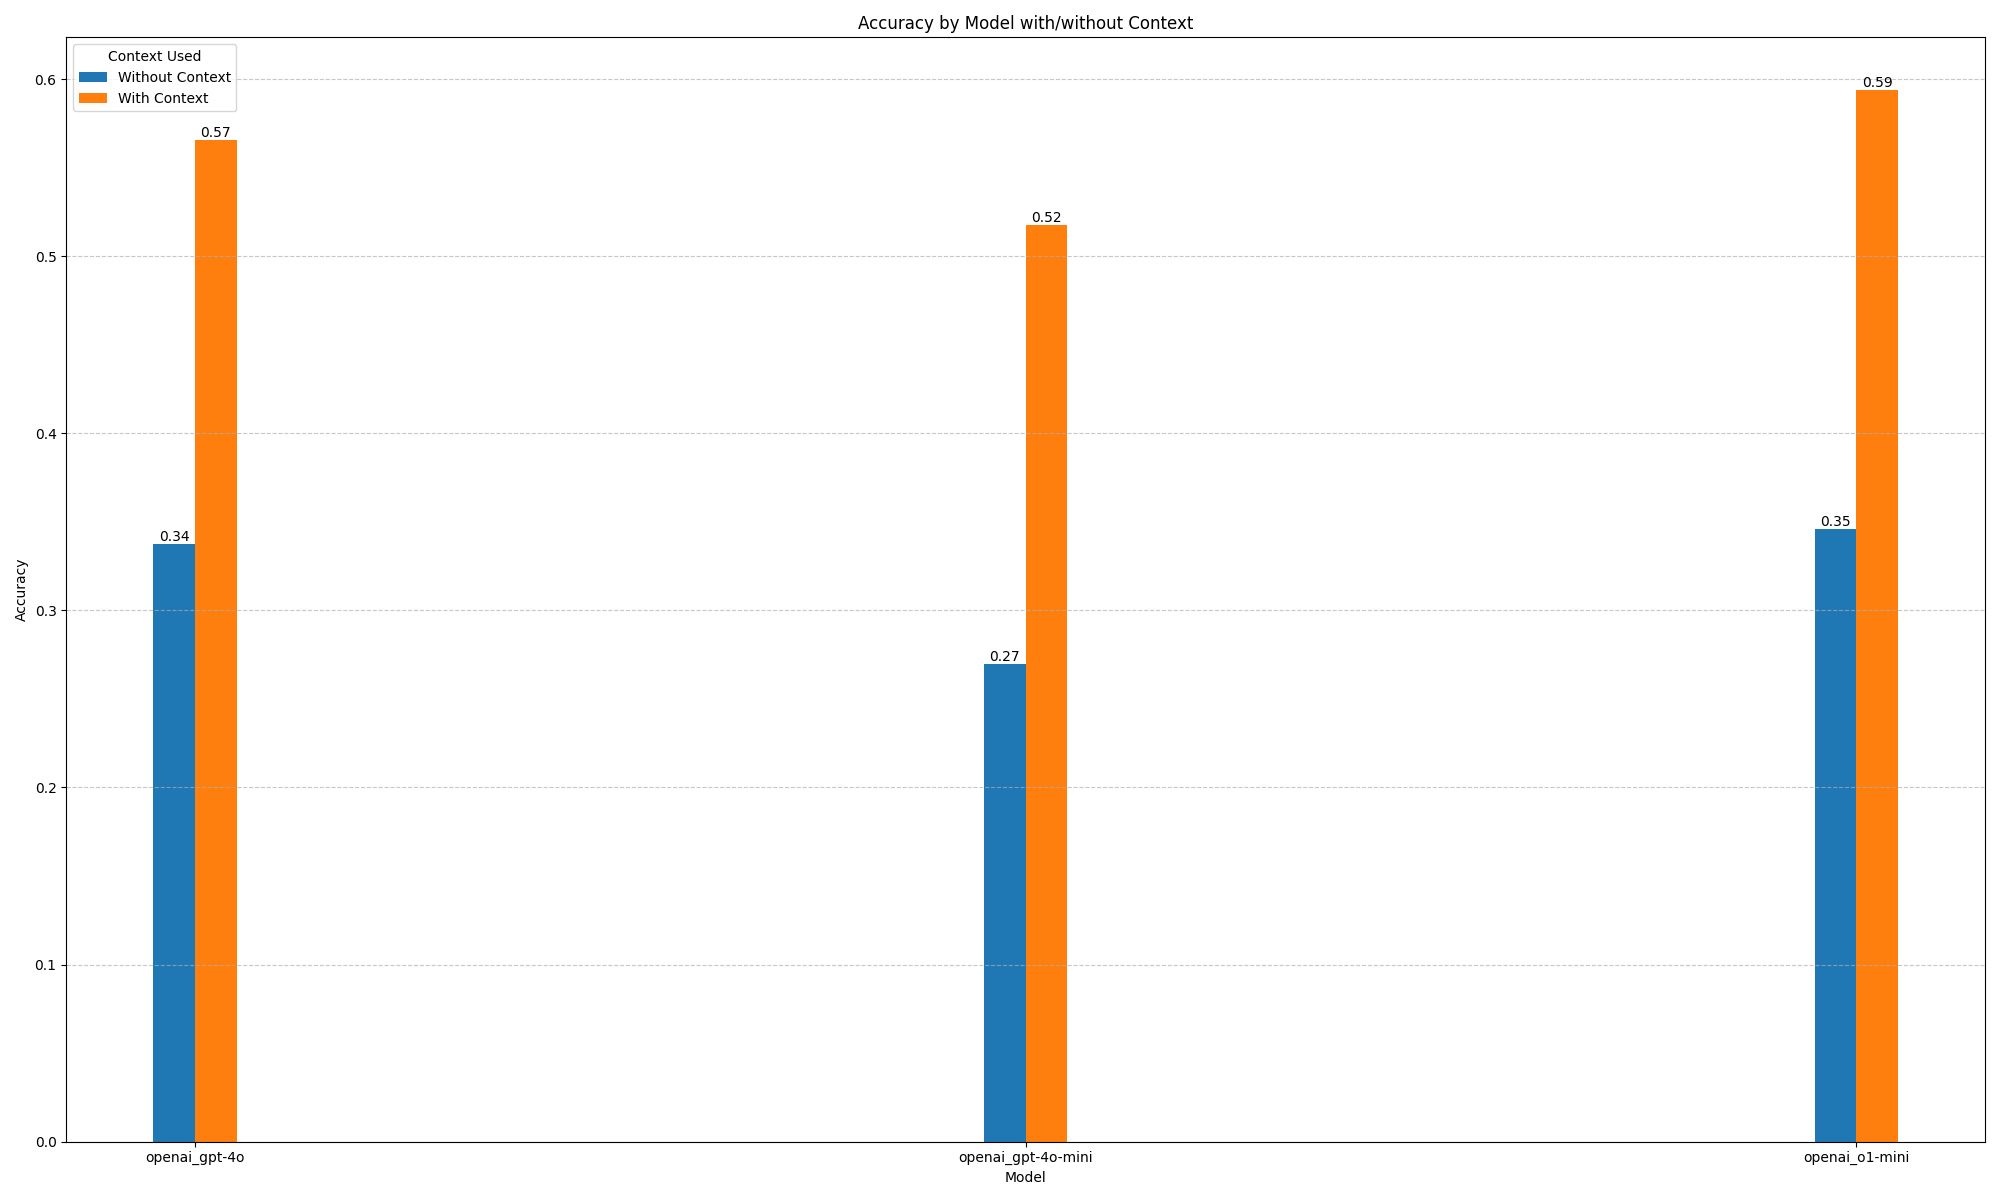 Accuracy by Model with/without Context
Context Used
Without Context
With Context
0.6
0.5
0.4
0.3
0.2
0.1
0.0
Accuracy
0.34
0.57
0.27
0.52
0.35
0.59
openai_gpt-4o
openai_gpt-4o-mini
openai_o1-mini
Model